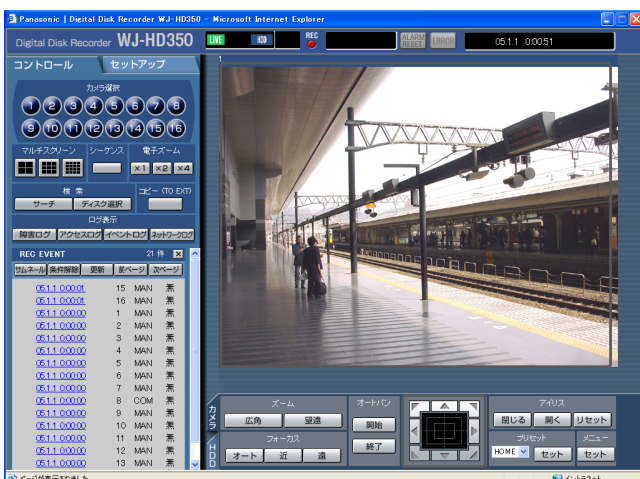 Panasonic | Digital Disk Recorder WJ-HD350 - Microsoft Internet Explorer
Digital Disk Recorder WJ-HD350
LIVE HDD REC ALARM RESET ERROR 05.1.1 0:00:51
コントロール セットアップ
カメラ選択
1 2 3 4 5 6 7 8
9 10 11 12 13 14 15 16
マルチスクリーン シーケンス 電子ズーム
×1 ×2 ×4
検索 コピー (TO EXT)
サーチ ディスク選択
ログ表示
障害ログ アクセスログ イベントログ ネットワークログ
REC EVENT 21 件
サムネール 条件解除 更新 前ページ 次ページ
05.1.1 0:00:01 15 MAN 無
05.1.1 0:00:01 16 MAN 無
05.1.1 0:00:00 1 MAN 無
05.1.1 0:00:00 2 MAN 無
05.1.1 0:00:00 3 MAN 無
05.1.1 0:00:00 4 MAN 無
05.1.1 0:00:00 5 MAN 無
05.1.1 0:00:00 6 MAN 無
05.1.1 0:00:00 7 MAN 無
05.1.1 0:00:00 8 COM 無
05.1.1 0:00:00 9 MAN 無
05.1.1 0:00:00 10 MAN 無
05.1.1 0:00:00 11 MAN 無
05.1.1 0:00:00 12 MAN 無
05.1.1 0:00:00 13 MAN 無
1
カメラ
HDD
ズーム
広角 望遠
フォーカス
オート 近 遠
オートパン
開始
終了
アイリス
閉じる 開く リセット
プリセット メニュー
HOME セット セット
ページが表示されました
イントラネット